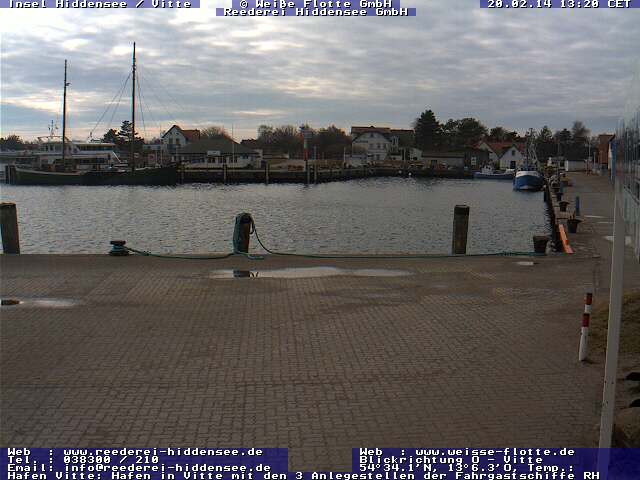 Insel Hiddensee / Vitte
© Weiße Flotte GmbH
20.02.14 13:20 CET
Reederei Hiddensee GmbH
Web : www.reederei-hiddensee.de
Web : www.weisse-flotte.de
Tel. : 038300 / 210
Blickrichtung O - Vitte
Email: info@reederei-hiddensee.de
54°34.1'N, 13°6.3'O, Temp.:
Hafen Vitte: Hafen in Vitte mit den 3 Anlegestellen der Fahrgastschiffe RH